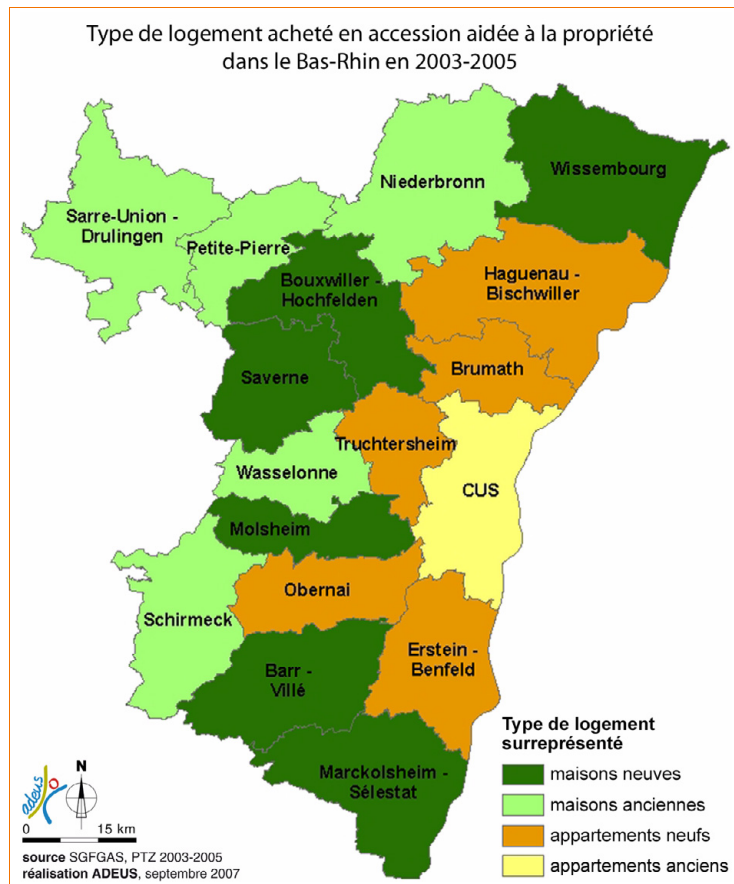 Type de logement acheté en accession aidée à la propriété
dans le Bas-Rhin en 2003-2005
Niederbronn
Wissembourg
Sarre-Union -
Drulingen
Petite-Pierre
Bouxwiller -
Hochfelden
Haguenau -
Bischwiller
Saverne
Brumath
Truchtersheim
Wasselonne
CUS
Molsheim
Obernai
Schirmeck
Erstein -
Benfeld
Barr -
Villé
Marckolsheim -
Sélestat
Type de logement
surreprésenté
maisons neuves
maisons anciennes
appartements neufs
appartements anciens
adeus
N
0 15 km
source SGFGAS, PTZ 2003-2005
réalisation ADEUS, septembre 2007